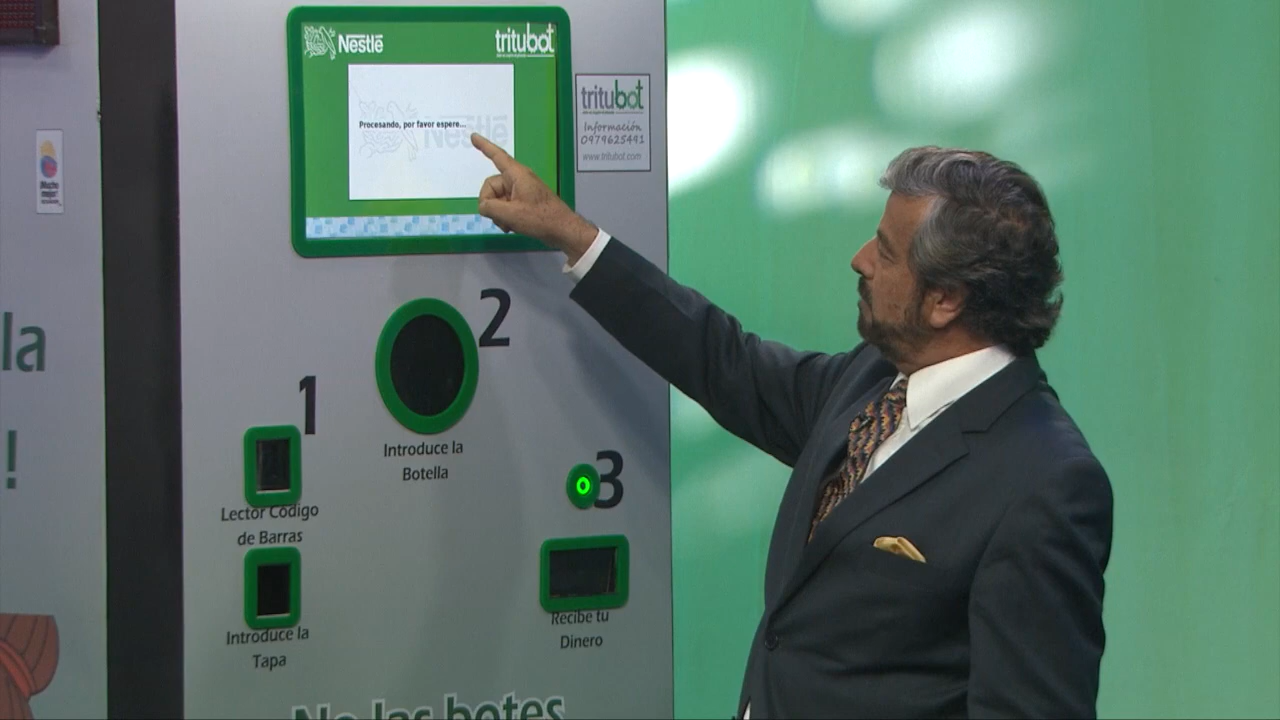 Nestlé
tritubot
Procesando, por favor espere...
Nestlé
tritubot
Información
0979625491
www.tritubot.com
la
!
2
Introduce la
Botella
1
Lector Código
de Barras
3
Introduce la
Tapa
Recibe tu
Dinero
No las botes